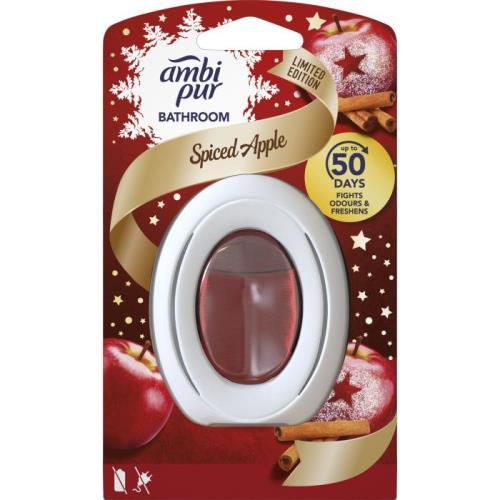 ambi
pur
BATHROOM
LIMITED
EDITION
Spiced Apple
up to
50
DAYS
FIGHTS
ODOURS &
FRESHENS